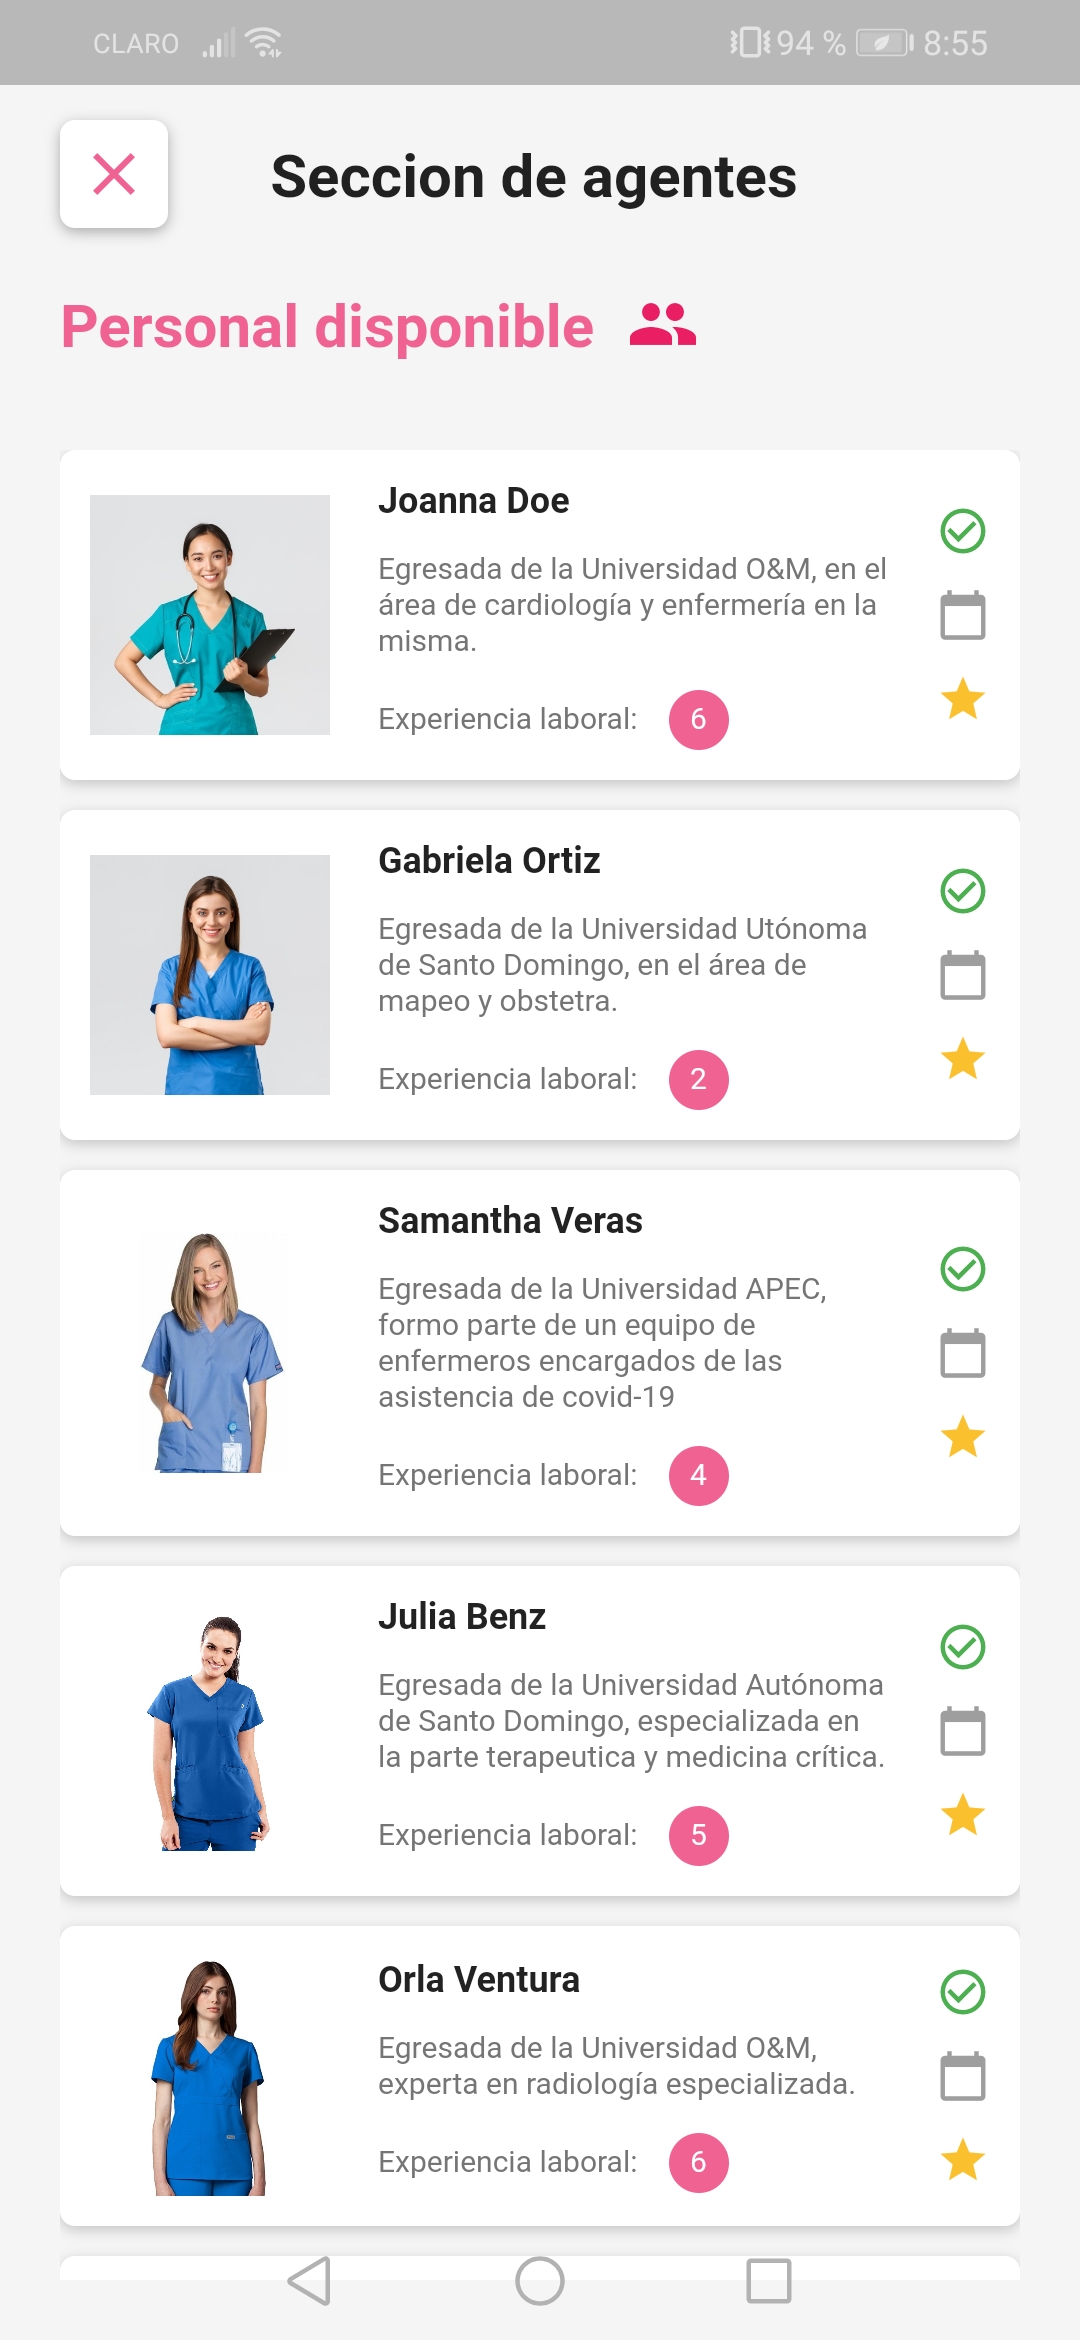 CLARO 94 % 8:55
Seccion de agentes
Personal disponible
Joanna Doe
Egresada de la Universidad O&M, en el
área de cardiología y enfermería en la
misma.
Experiencia laboral: 6
Gabriela Ortiz
Egresada de la Universidad Utónoma
de Santo Domingo, en el área de
mapeo y obstetra.
Experiencia laboral: 2
Samantha Veras
Egresada de la Universidad APEC,
formo parte de un equipo de
enfermeros encargados de las
asistencia de covid-19
Experiencia laboral: 4
Julia Benz
Egresada de la Universidad Autónoma
de Santo Domingo, especializada en
la parte terapeutica y medicina crítica.
Experiencia laboral: 5
Orla Ventura
Egresada de la Universidad O&M,
experta en radiología especializada.
Experiencia laboral: 6